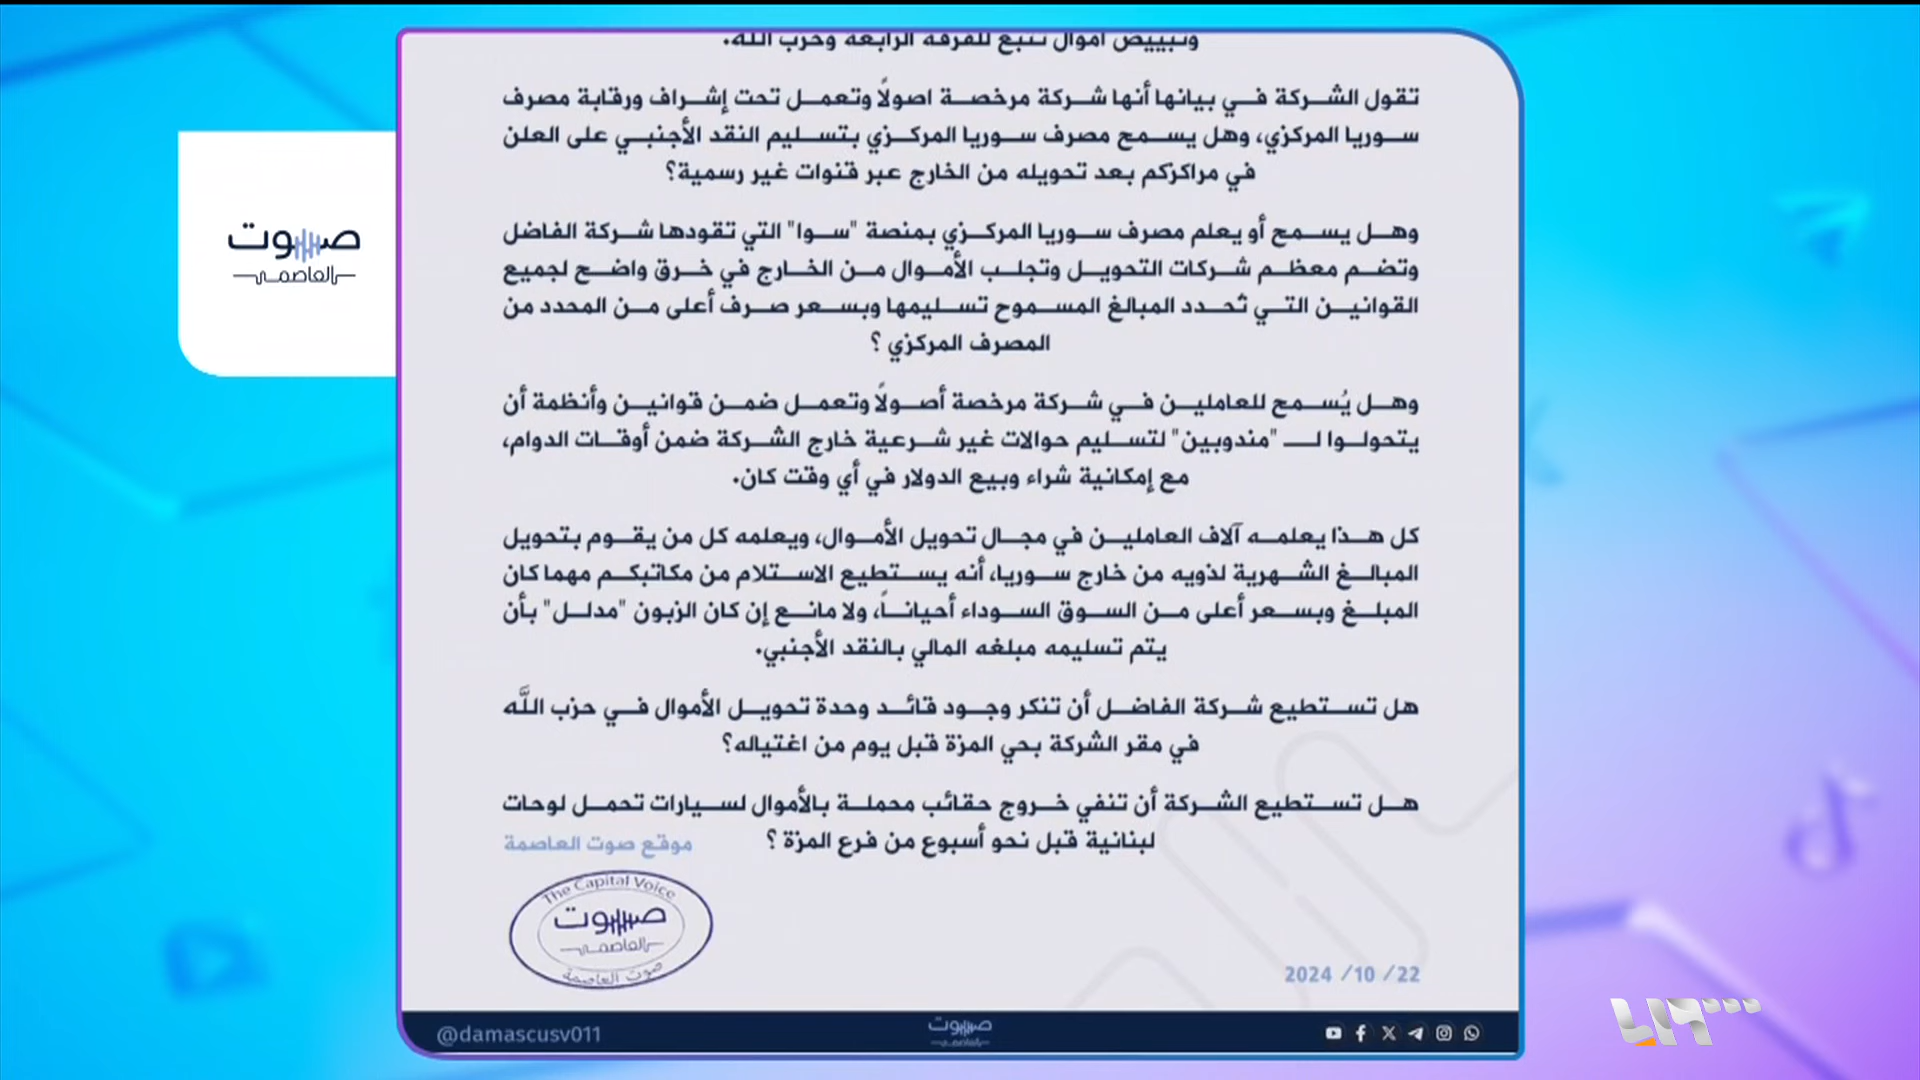 وتبييض أموال تتبع للفرقة الرابعة وحزب الله.
تقول الشركة في بيانها أنها شركة مرخصة اصولاً وتعمل تحت إشراف ورقابة مصرف
سوريا المركزي، وهل يسمح مصرف سوريا المركزي بتسليم النقد الأجنبي على العلن
في مراكزكم بعد تحويله من الخارج عبر قنوات غير رسمية؟
وهل يسمح أو يعلم مصرف سوريا المركزي بمنصة "سوا" التي تقودها شركة الفاضل
وتضم معظم شركات التحويل وتجلب الأموال من الخارج في خرق واضح لجميع
القوانين التي تُحدد المبالغ المسموح تسليمها وبسعر صرف أعلى من المحدد من
المصرف المركزي ؟
وهل يُسمح للعاملين في شركة مرخصة أصولاً وتعمل ضمن قوانين وأنظمة أن
يتحولوا لـ "مندوبين" لتسليم حوالات غير شرعية خارج الشركة ضمن أوقات الدوام،
مع إمكانية شراء وبيع الدولار في أي وقت كان.
كل هذا يعلمه آلاف العاملين في مجال تحويل الأموال، ويعلمه كل من يقوم بتحويل
المبالغ الشهرية لذويه من خارج سوريا، أنه يستطيع الاستلام من مكاتبكم مهما كان
المبلغ وبسعر أعلى من السوق السوداء أحياناً، ولا مانع إن كان الزبون "مدلل" بأن
يتم تسليمه مبلغه المالي بالنقد الأجنبي.
هل تستطيع شركة الفاضل أن تنكر وجود قائد وحدة تحويل الأموال في حزب اللَّه
في مقر الشركة بحي المزة قبل يوم من اغتياله؟
هل تستطيع الشركة أن تنفي خروج حقائب محملة بالأموال لسيارات تحمل لوحات
لبنانية قبل نحو أسبوع من فرع المزة ؟
موقع صوت العاصمة
The Capital Voice
صوت
العاصمة
صوت العاصمة
22/ 10/ 2024
@damascusv011
صوت
العاصمة
صوت
العاصمة